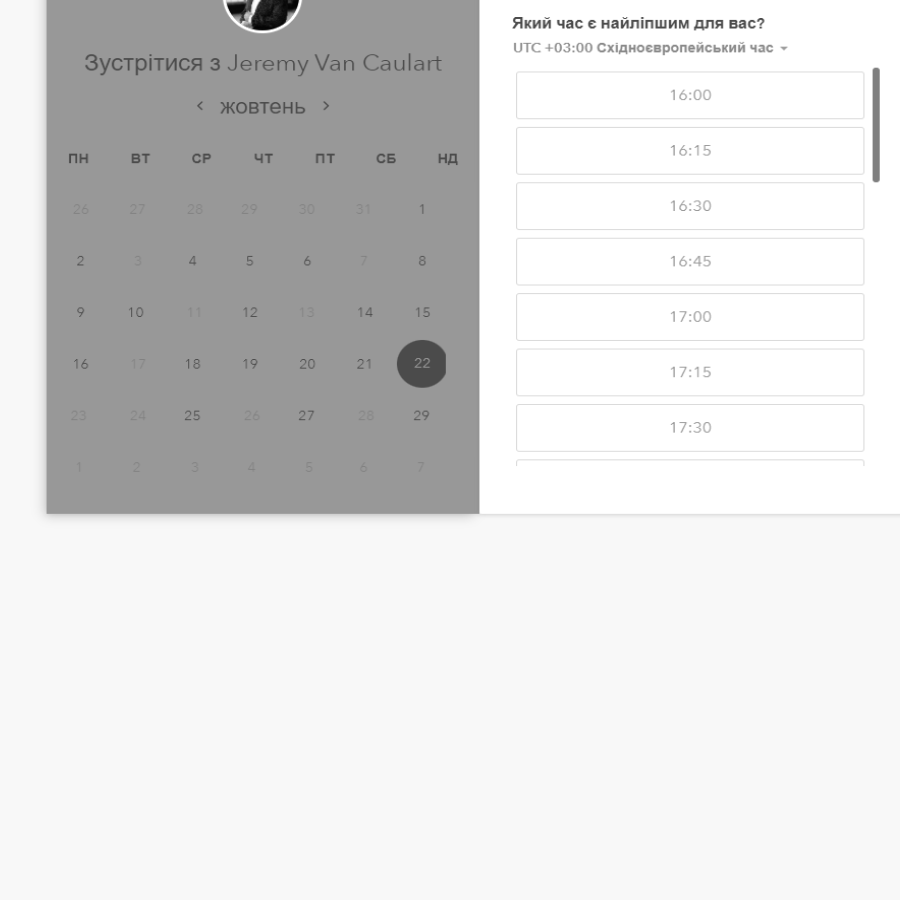 Зустрітися з Jeremy Van Caulart
< жовтень >
ПН ВТ СР ЧТ ПТ СБ НД
26 27 28 29 30 31 1
2 3 4 5 6 7 8
9 10 11 12 13 14 15
16 17 18 19 20 21 22
23 24 25 26 27 28 29
1 2 3 4 5 6 7
Який час є найліпшим для вас?
UTC +03:00 Східноєвропейський час
16:00
16:15
16:30
16:45
17:00
17:15
17:30